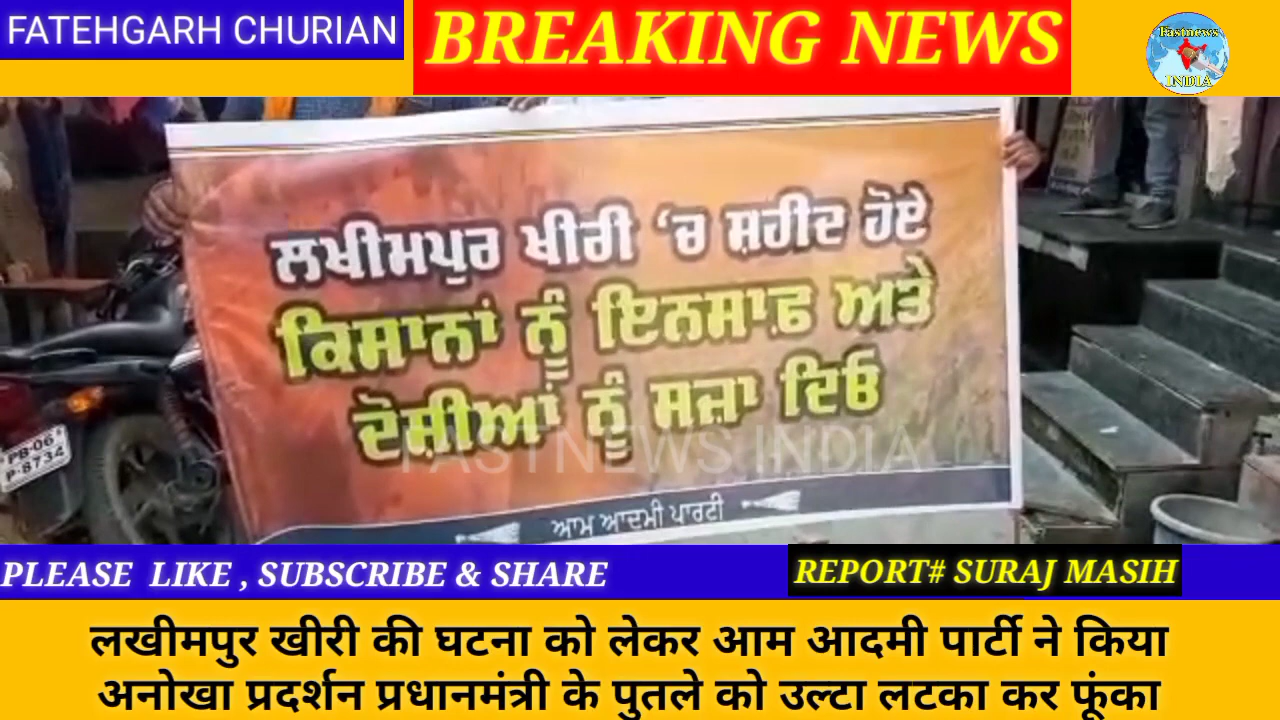 FATEHGARH CHURIAN
BREAKING NEWS
Fastnews
INDIA
ਲਖੀਮਪੁਰ ਖੀਰੀ 'ਚ ਸ਼ਹੀਦ ਹੋਏ
ਕਿਸਾਨਾਂ ਨੂੰ ਇਨਸਾਫ਼ ਅਤੇ
ਦੋਸ਼ੀਆਂ ਨੂੰ ਸਜ਼ਾ ਦਿਓ
FASTNEWS INDIA
ਆਮ ਆਦਮੀ ਪਾਰਟੀ
PB-06
P-8734
PLEASE LIKE , SUBSCRIBE & SHARE
REPORT# SURAJ MASIH
लखीमपुर खीरी की घटना को लेकर आम आदमी पार्टी ने किया
अनोखा प्रदर्शन प्रधानमंत्री के पुतले को उल्टा लटका कर फूंका